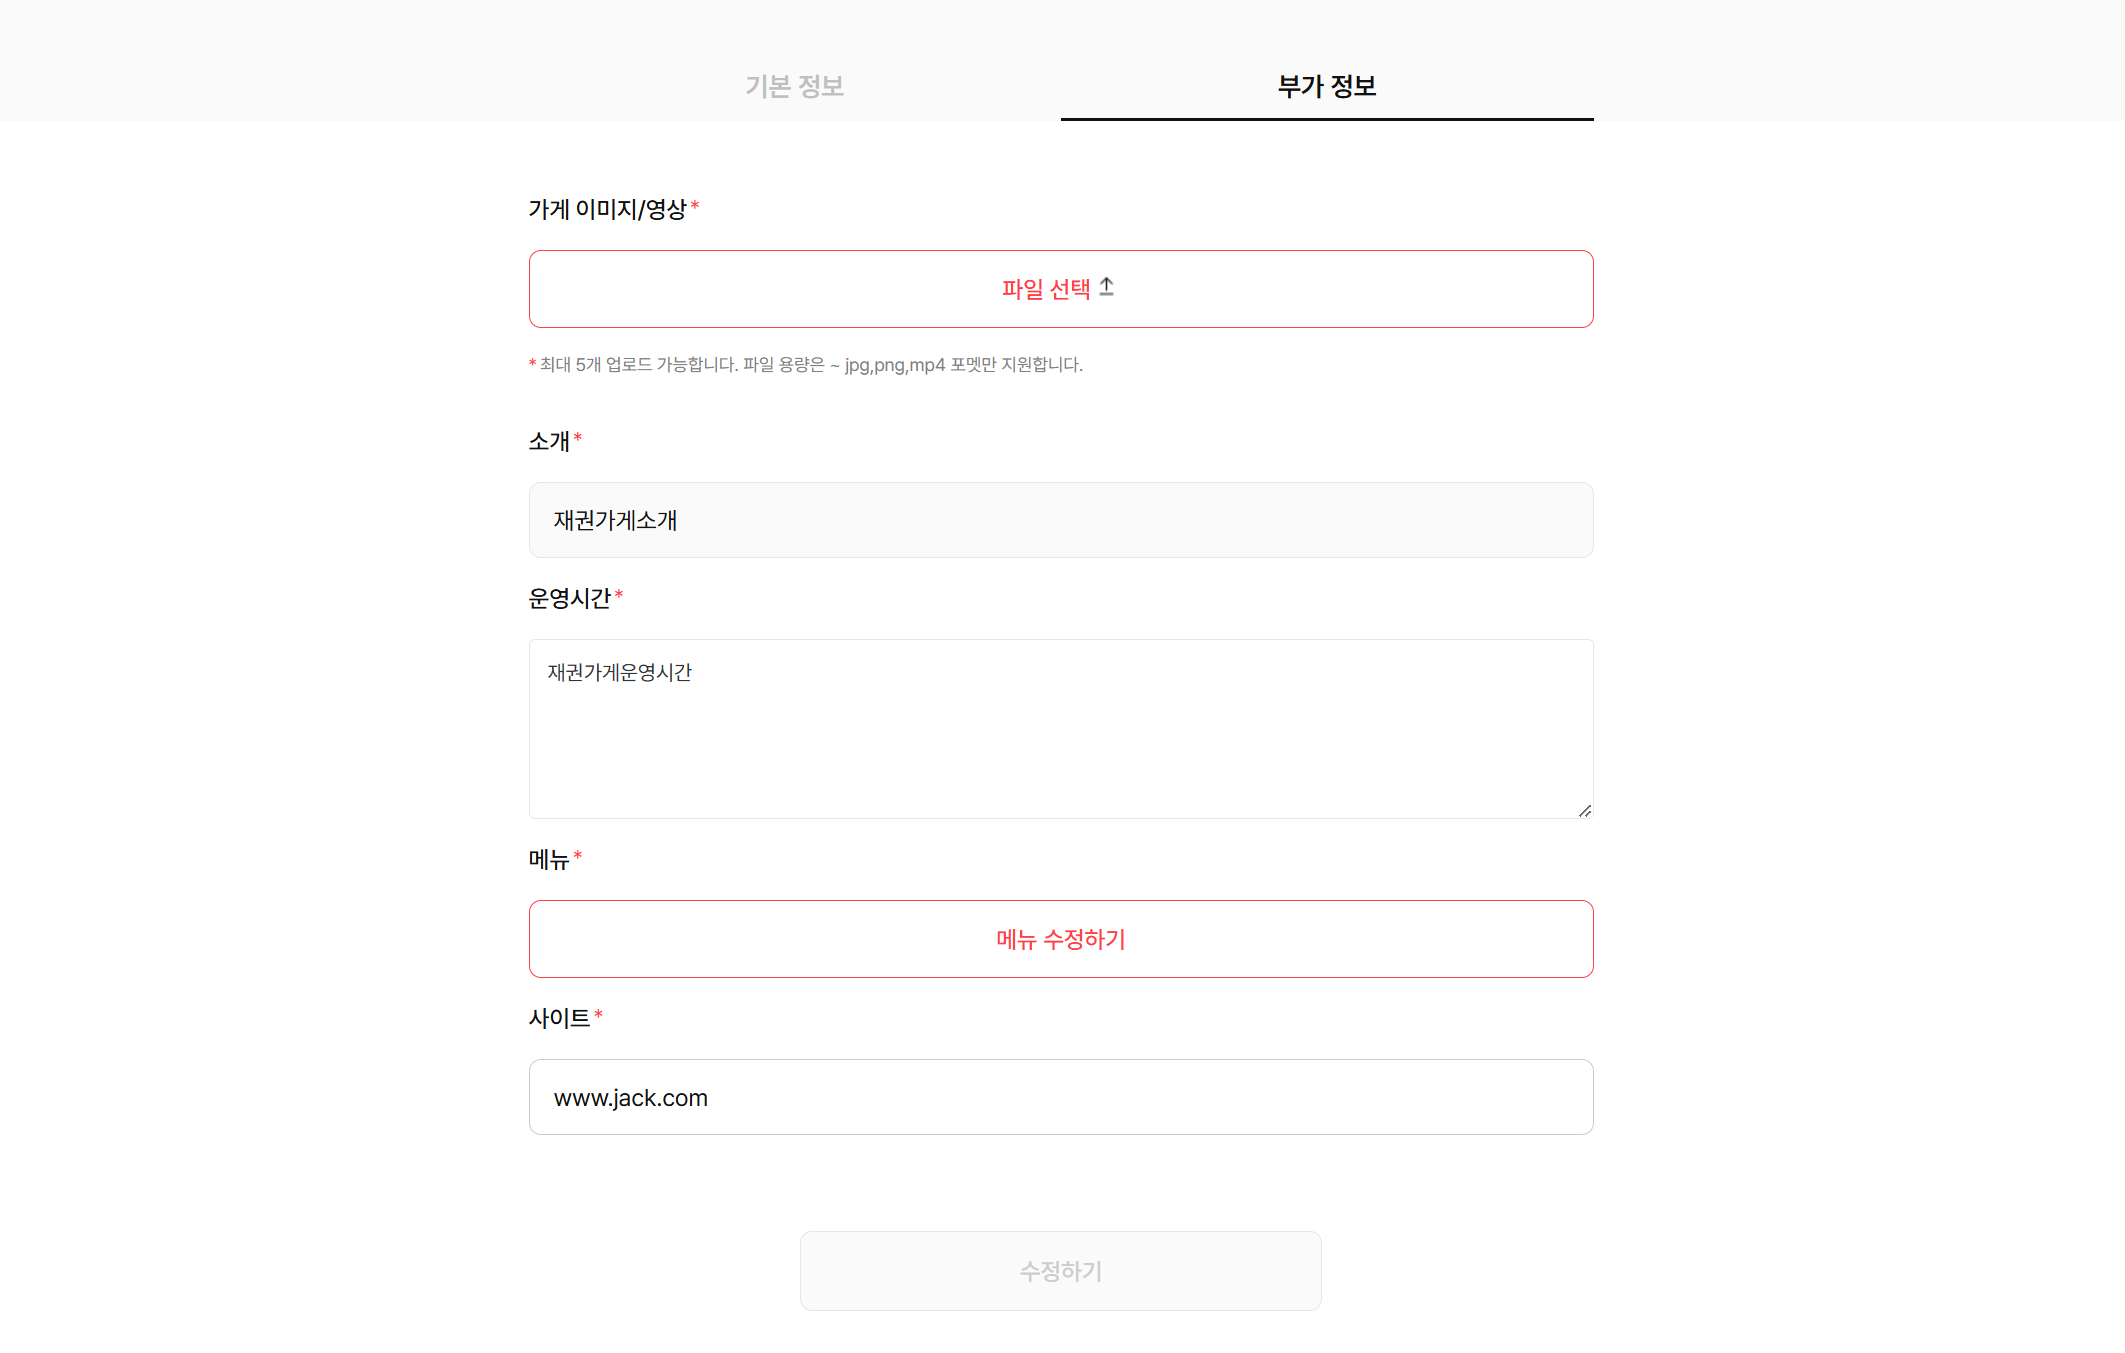 기본 정보
부가 정보
가게 이미지/영상*
파일 선택
*최대 5개 업로드 가능합니다. 파일 용량은 ~ jpg,png,mp4 포멧만 지원합니다.
소개*
재권가게소개
운영시간*
재권가게운영시간
메뉴*
메뉴 수정하기
사이트*
www.jack.com
수정하기